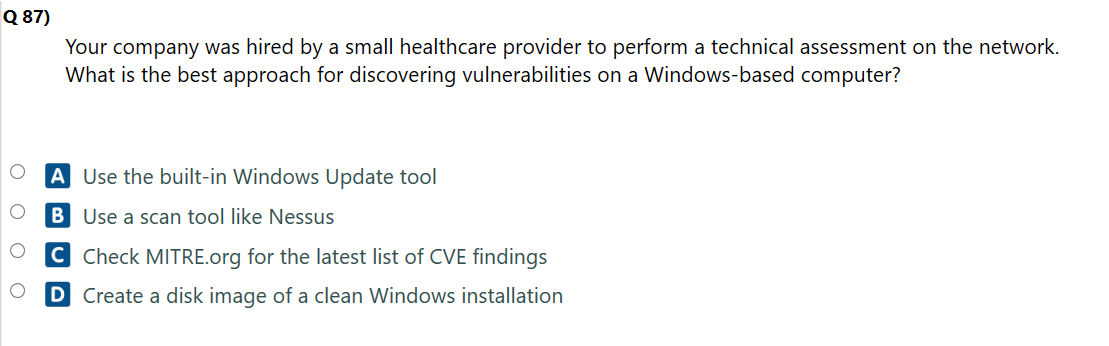 Q 87)
Your company was hired by a small healthcare provider to perform a technical assessment on the network.
What is the best approach for discovering vulnerabilities on a Windows-based computer?
A Use the built-in Windows Update tool
B Use a scan tool like Nessus
C Check MITRE.org for the latest list of CVE findings
D Create a disk image of a clean Windows installation